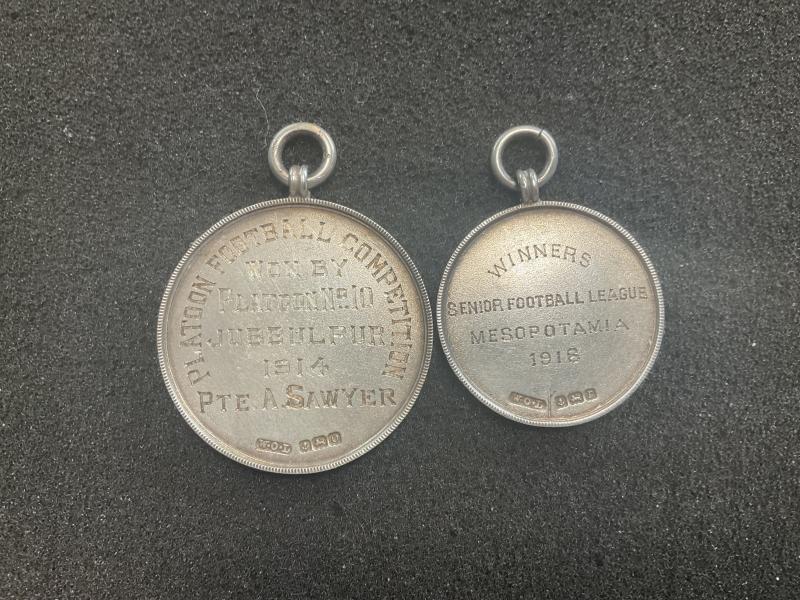 PLATOON FOOTBALL COMPETITION
WON BY
PLATOON No 10
JUBBULPUR
1914
PTE. A. SAWYER
WINNERS
SENIOR FOOTBALL LEAGUE
MESOPOTAMIA
1918